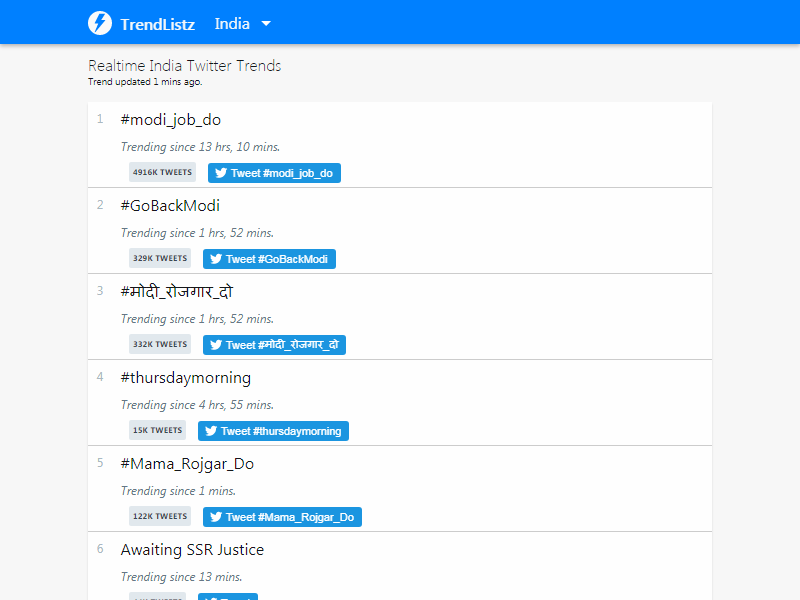 TrendListz India
Realtime India Twitter Trends
Trend updated 1 mins ago.
1 #modi_job_do
Trending since 13 hrs, 10 mins.
4916K TWEETS Tweet #modi_job_do
2 #GoBackModi
Trending since 1 hrs, 52 mins.
329K TWEETS Tweet #GoBackModi
3 #मोदी_रोजगार_दो
Trending since 1 hrs, 52 mins.
332K TWEETS Tweet #मोदी_रोजगार_दो
4 #thursdaymorning
Trending since 4 hrs, 55 mins.
15K TWEETS Tweet #thursdaymorning
5 #Mama_Rojgar_Do
Trending since 1 mins.
122K TWEETS Tweet #Mama_Rojgar_Do
6 Awaiting SSR Justice
Trending since 13 mins.